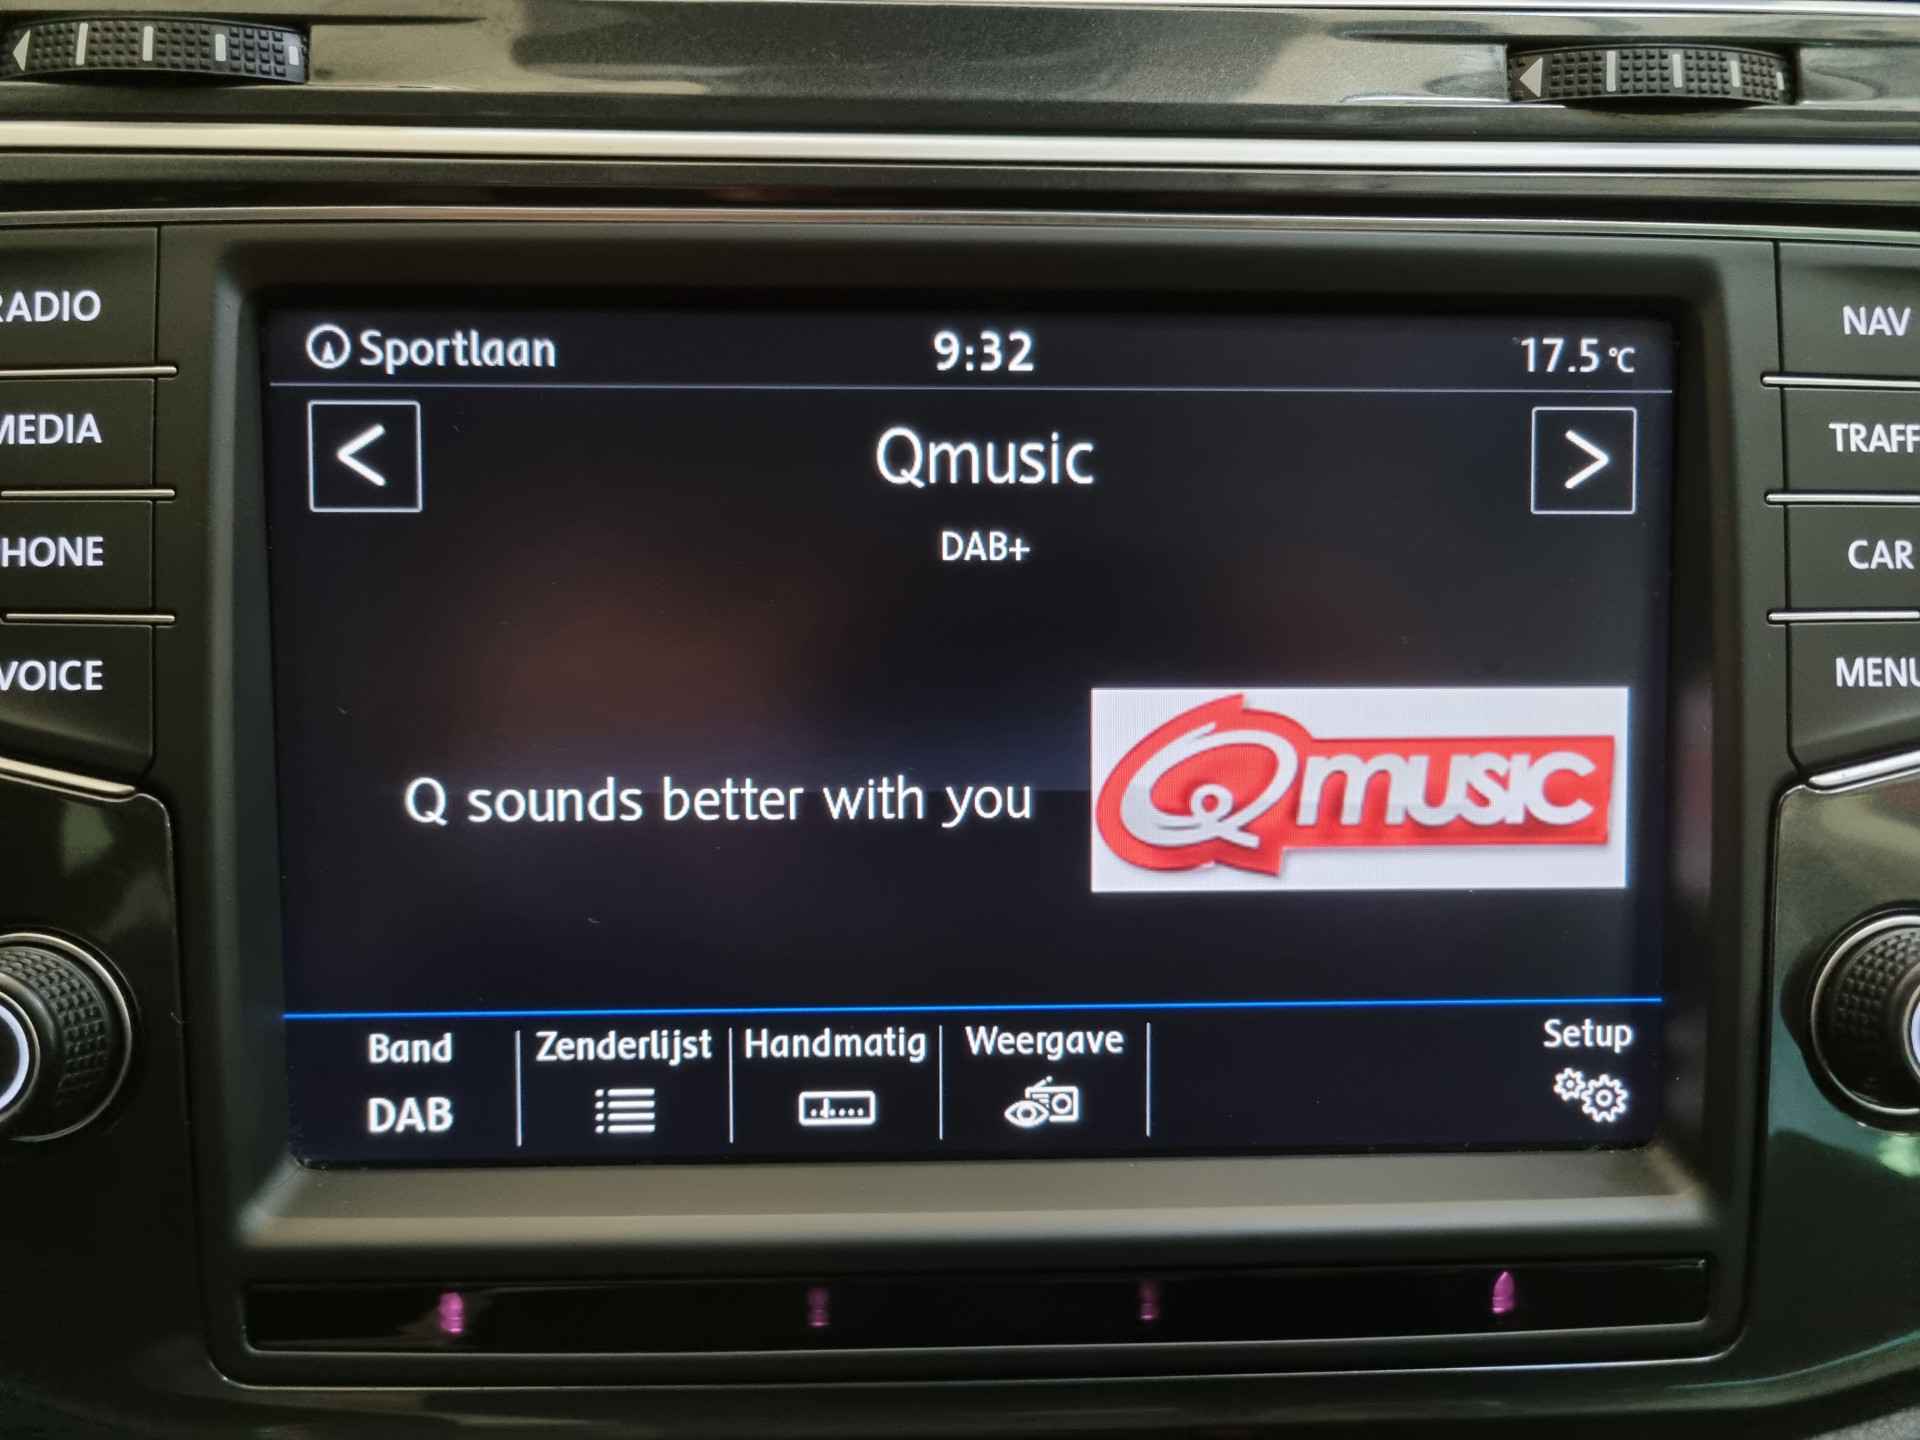 RADIO
MEDIA
PHONE
VOICE
Sportlaan 9:32 17.5 °C
< Qmusic >
DAB+
Q sounds better with you
Qmusic
Band Zenderlijst Handmatig Weergave Setup
DAB
NAV
TRAFF
CAR
MENU